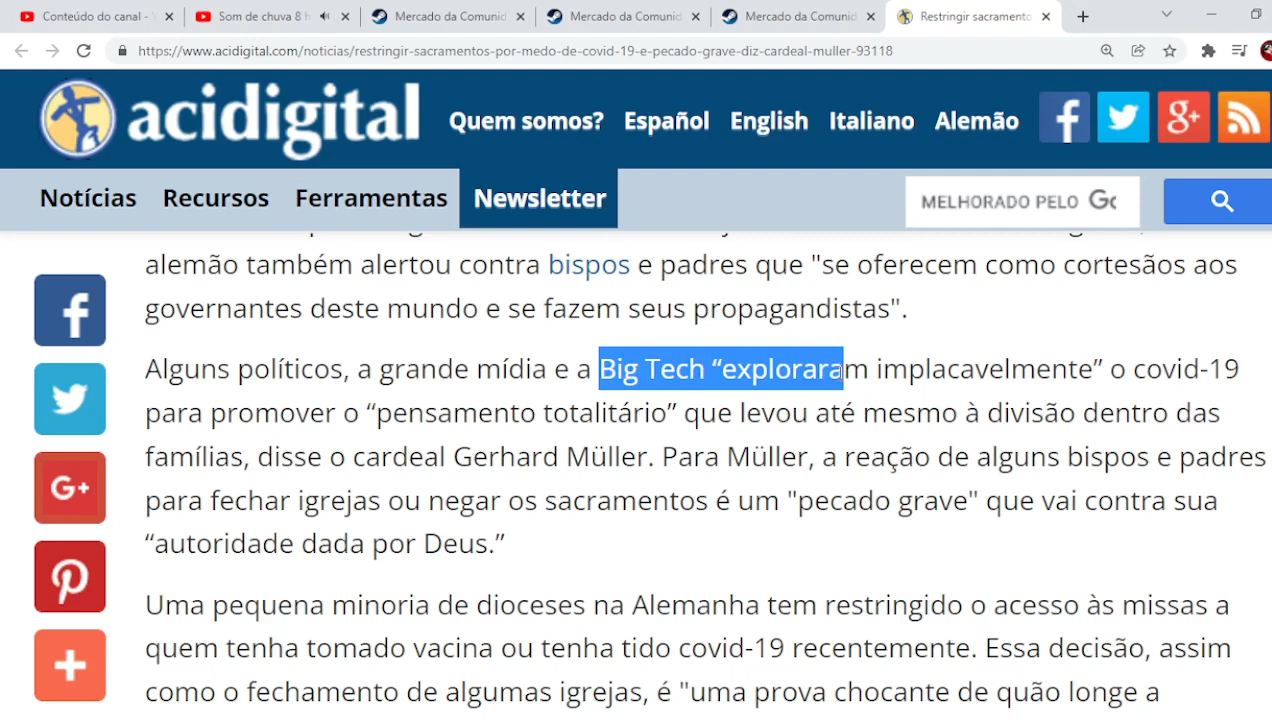 Conteúdo do canal -
Som de chuva 8 h
Mercado da Comunid
Mercado da Comunid
Mercado da Comunid
Restringir sacramento
https://www.acidigital.com/noticias/restringir-sacramentos-por-medo-de-covid-19-e-pecado-grave-diz-cardeal-muller-93118
acidigital
Quem somos? Español English Italiano Alemão
Notícias Recursos Ferramentas Newsletter
MELHORADO PELO
alemão também alertou contra bispos e padres que "se oferecem como cortesãos aos
governantes deste mundo e se fazem seus propagandistas".
Alguns políticos, a grande mídia e a Big Tech “exploraram implacavelmente” o covid-19
para promover o “pensamento totalitário” que levou até mesmo à divisão dentro das
famílias, disse o cardeal Gerhard Müller. Para Müller, a reação de alguns bispos e padres
para fechar igrejas ou negar os sacramentos é um "pecado grave" que vai contra sua
“autoridade dada por Deus.”
Uma pequena minoria de dioceses na Alemanha tem restringido o acesso às missas a
quem tenha tomado vacina ou tenha tido covid-19 recentemente. Essa decisão, assim
como o fechamento de algumas igrejas, é "uma prova chocante de quão longe a